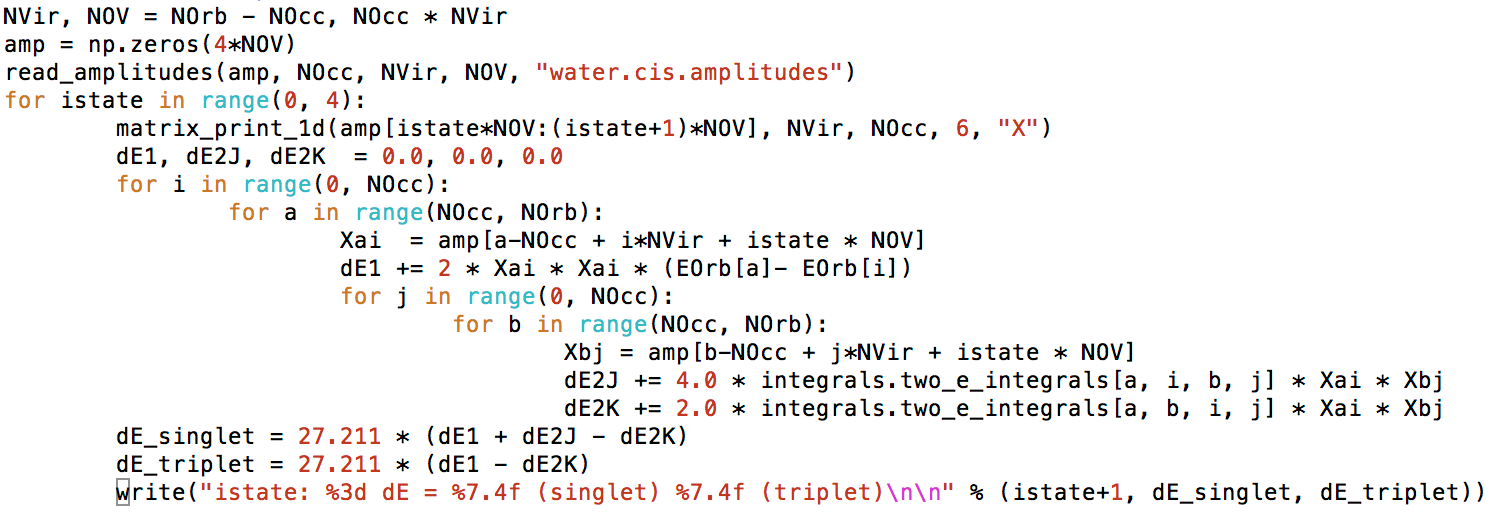 NVir, NOV = NOrb - NOcc, NOcc * NVir
amp = np.zeros(4*NOV)
read_amplitudes(amp, NOcc, NVir, NOV, "water.cis.amplitudes")
for istate in range(0, 4):
        matrix_print_1d(amp[istate*NOV:(istate+1)*NOV], NVir, NOcc, 6, "X")
        dE1, dE2J, dE2K  = 0.0, 0.0, 0.0
        for i in range(0, NOcc):
                for a in range(NOcc, NOrb):
                        Xai  = amp[a-NOcc + i*NVir + istate * NOV]
                        dE1 += 2 * Xai * Xai * (EOrb[a]- EOrb[i])
                        for j in range(0, NOcc):
                                for b in range(NOcc, NOrb):
                                        Xbj = amp[b-NOcc + j*NVir + istate * NOV]
                                        dE2J += 4.0 * integrals.two_e_integrals[a, i, b, j] * Xai * Xbj
                                        dE2K += 2.0 * integrals.two_e_integrals[a, b, i, j] * Xai * Xbj
        dE_singlet = 27.211 * (dE1 + dE2J - dE2K)
        dE_triplet = 27.211 * (dE1 - dE2K)
        write("istate: %3d dE = %7.4f (singlet) %7.4f (triplet)\n\n" % (istate+1, dE_singlet, dE_triplet))